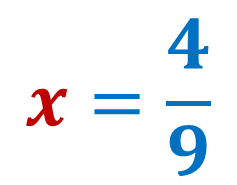 x = 4/9